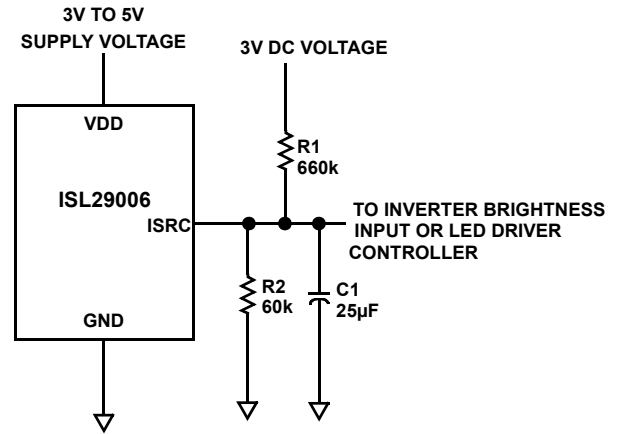 3V TO 5V
SUPPLY VOLTAGE
3V DC VOLTAGE
VDD
R1
660k
ISL29006
ISRC
TO INVERTER BRIGHTNESS
INPUT OR LED DRIVER
CONTROLLER
R2
60k
C1
25µF
GND